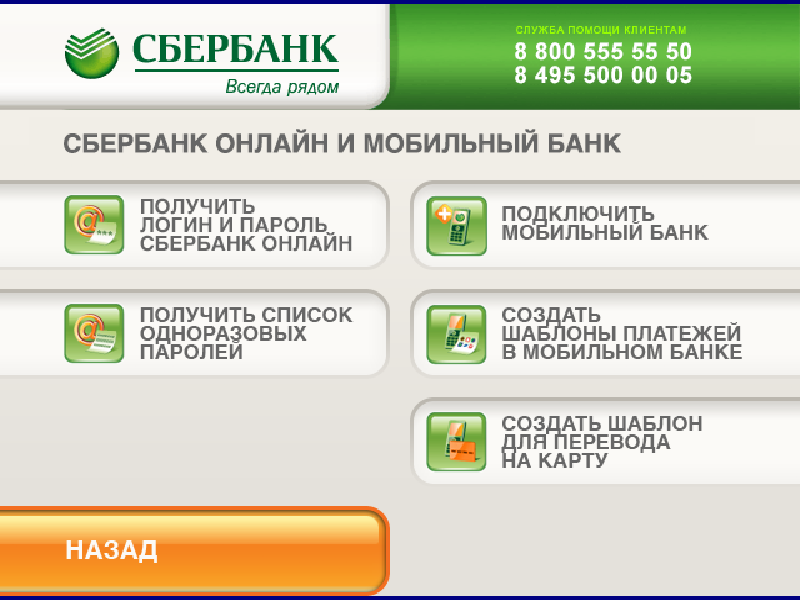 СБЕРБАНК
Всегда рядом
СЛУЖБА ПОМОЩИ КЛИЕНТАМ
8 800 555 55 50
8 495 500 00 05
СБЕРБАНК ОНЛАЙН И МОБИЛЬНЫЙ БАНК
ПОЛУЧИТЬ
ЛОГИН И ПАРОЛЬ
СБЕРБАНК ОНЛАЙН
ПОДКЛЮЧИТЬ
МОБИЛЬНЫЙ БАНК
ПОЛУЧИТЬ СПИСОК
ОДНОРАЗОВЫХ
ПАРОЛЕЙ
СОЗДАТЬ
ШАБЛОНЫ ПЛАТЕЖЕЙ
В МОБИЛЬНОМ БАНКЕ
СОЗДАТЬ ШАБЛОН
ДЛЯ ПЕРЕВОДА
НА КАРТУ
НАЗАД